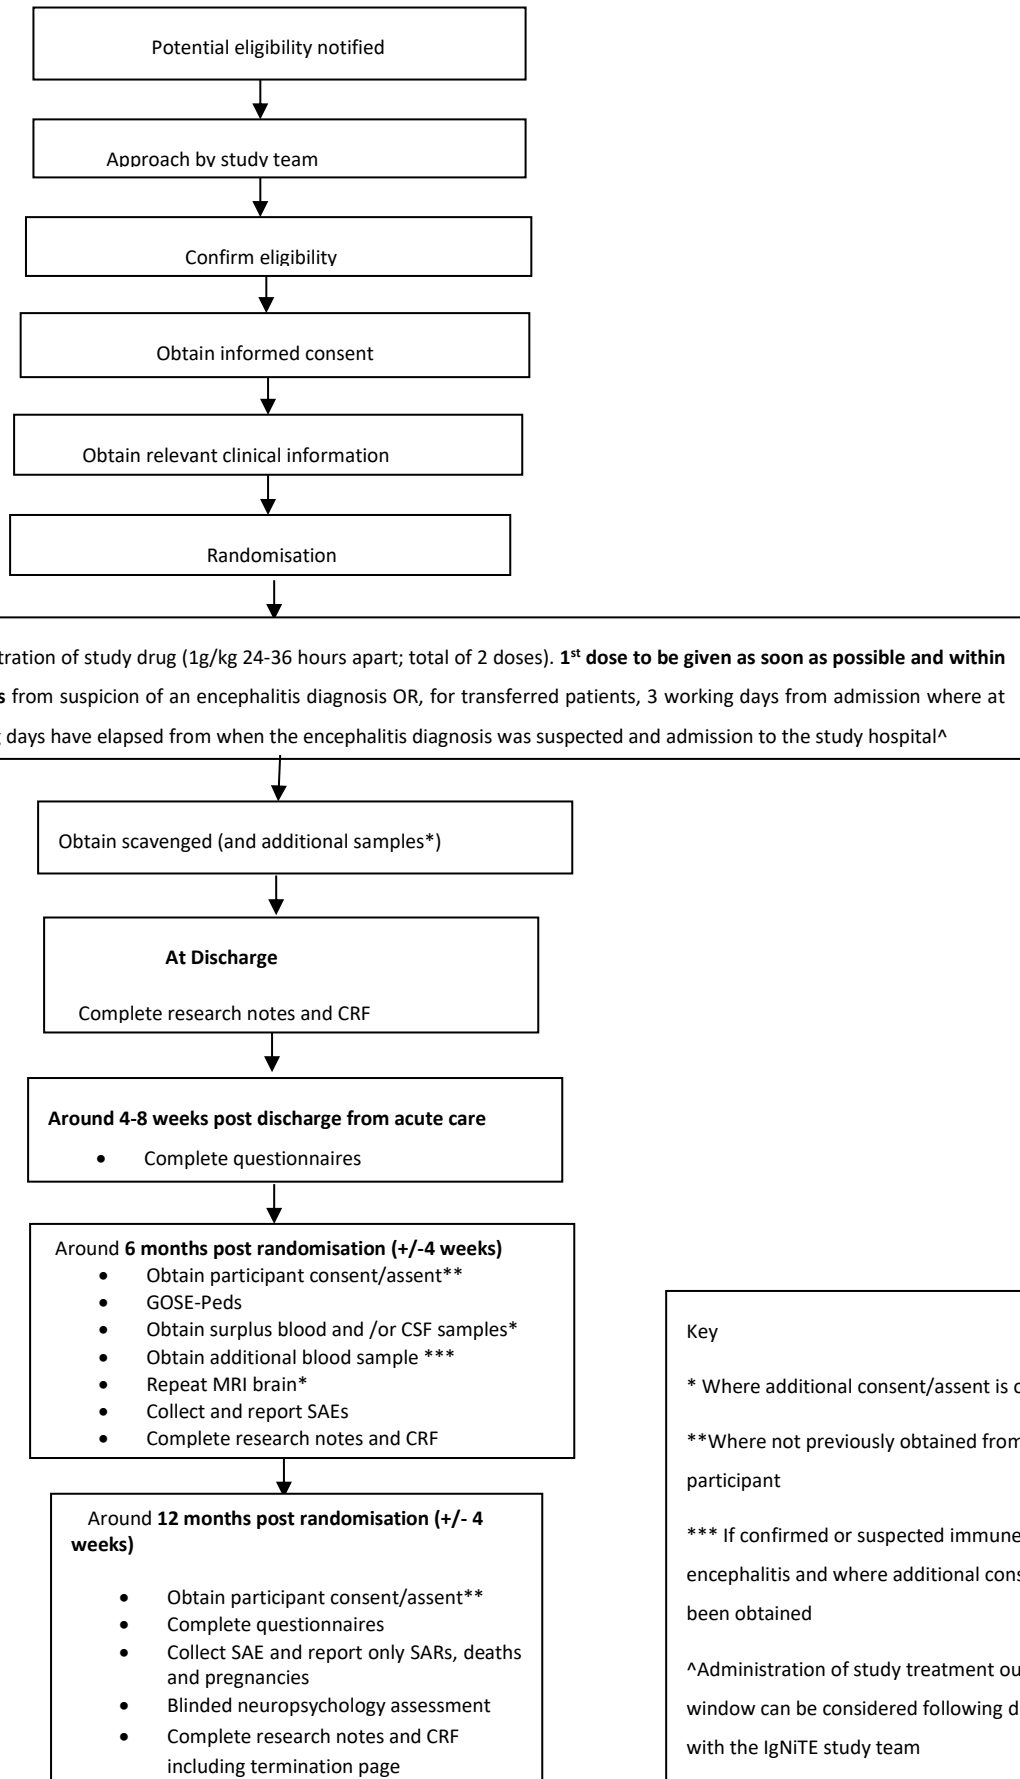 Potential eligibility notified
Approach by study team
Confirm eligibility
Obtain informed consent
Obtain relevant clinical information
Randomisation
tration of study drug (1g/kg 24-36 hours apart; total of 2 doses). 1st dose to be given as soon as possible and within
from suspicion of an encephalitis diagnosis OR, for transferred patients, 3 working days from admission where at
days have elapsed from when the encephalitis diagnosis was suspected and admission to the study hospital^
Obtain scavenged (and additional samples*)
At Discharge
Complete research notes and CRF
Around 4-8 weeks post discharge from acute care
• Complete questionnaires
Around 6 months post randomisation (+/-4 weeks)
• Obtain participant consent/assent**
• GOSE-Peds
• Obtain surplus blood and /or CSF samples*
• Obtain additional blood sample ***
• Repeat MRI brain*
• Collect and report SAEs
• Complete research notes and CRF
Around 12 months post randomisation (+/- 4
weeks)
• Obtain participant consent/assent**
• Complete questionnaires
• Collect SAE and report only SARs, deaths
and pregnancies
• Blinded neuropsychology assessment
• Complete research notes and CRF
including termination page
Key
* Where additional consent/assent is
**Where not previously obtained from
participant
*** If confirmed or suspected immune
encephalitis and where additional cons
been obtained
^Administration of study treatment ou
window can be considered following d
with the IgNiTE study team